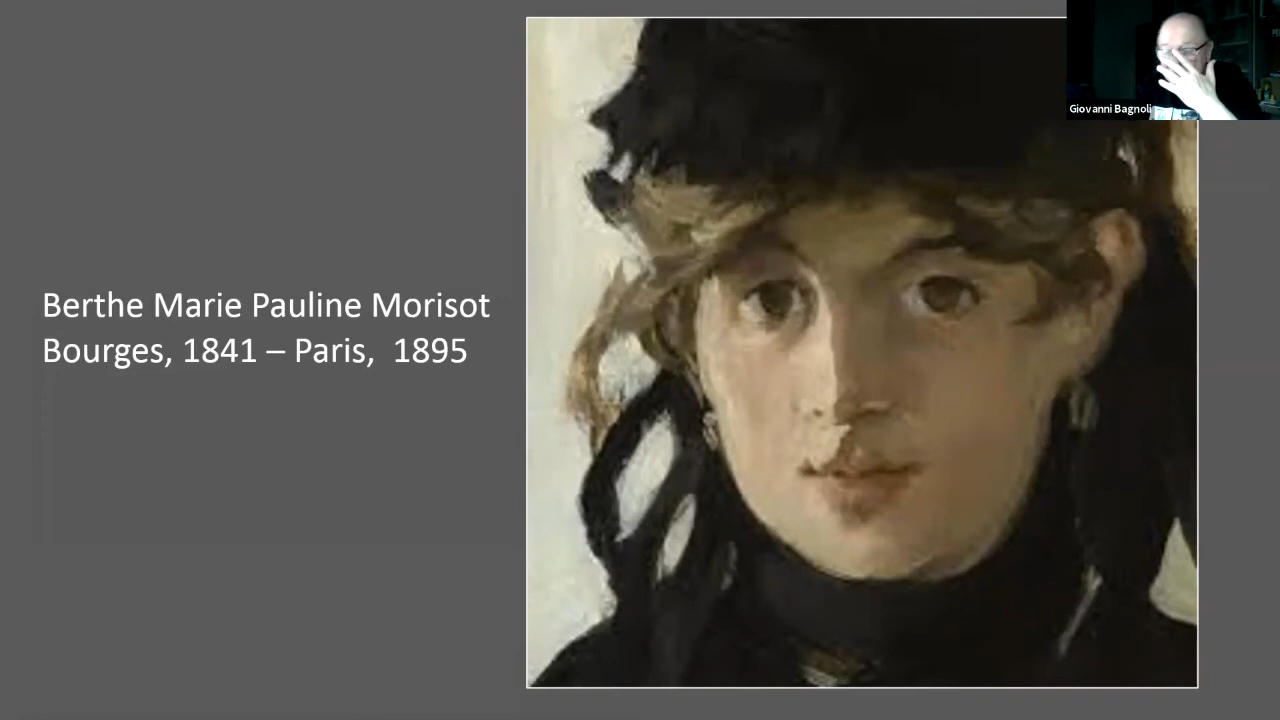 Berthe Marie Pauline Morisot
Bourges, 1841 – Paris,  1895
Giovanni Bagnoli